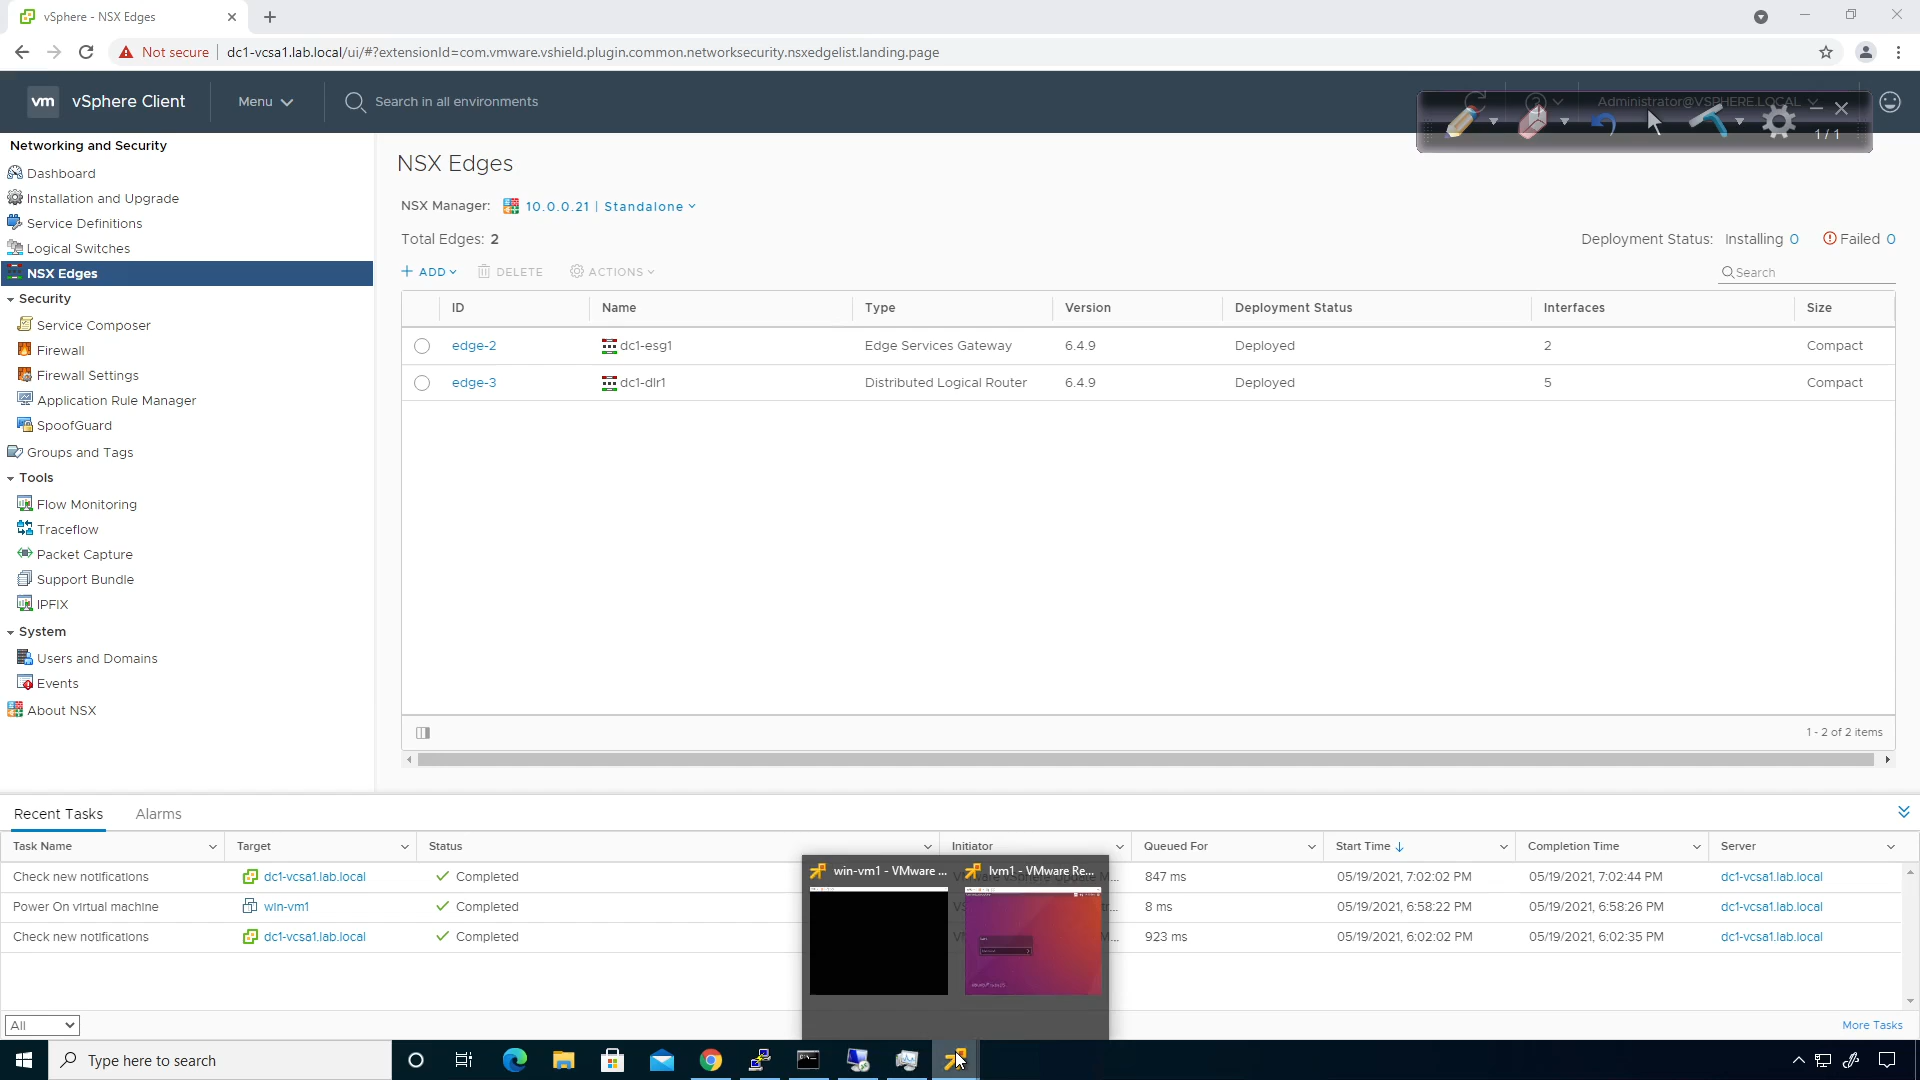 vSphere - NSX Edges
Not secure
dc1-vcsa1.lab.local/ui/#?extensionId=com.vmware.vshield.plugin.common.networksecurity.nsxedgelist.landing.page
vm vSphere Client
Menu
Search in all environments
Administrator@VSPHERE.LOCAL
1 / 1
Networking and Security
Dashboard
Installation and Upgrade
Service Definitions
Logical Switches
NSX Edges
Security
Service Composer
Firewall
Firewall Settings
Application Rule Manager
SpoofGuard
Groups and Tags
Tools
Flow Monitoring
Traceflow
Packet Capture
Support Bundle
IPFIX
System
Users and Domains
Events
About NSX
NSX Edges
NSX Manager: 10.0.0.21 | Standalone
Total Edges: 2
Deployment Status: Installing 0 Failed 0
+ ADD DELETE ACTIONS
Search
ID Name Type Version Deployment Status Interfaces Size
edge-2 dc1-esg1 Edge Services Gateway 6.4.9 Deployed 2 Compact
edge-3 dc1-dlr1 Distributed Logical Router 6.4.9 Deployed 5 Compact
1 - 2 of 2 items
Recent Tasks Alarms
Task Name Target Status Initiator Queued For Start Time Completion Time Server
Check new notifications dc1-vcsa1.lab.local Completed 847 ms 05/19/2021, 7:02:02 PM 05/19/2021, 7:02:44 PM dc1-vcsa1.lab.local
Power On virtual machine win-vm1 Completed 8 ms 05/19/2021, 6:58:22 PM 05/19/2021, 6:58:26 PM dc1-vcsa1.lab.local
Check new notifications dc1-vcsa1.lab.local Completed 923 ms 05/19/2021, 6:02:02 PM 05/19/2021, 6:02:35 PM dc1-vcsa1.lab.local
win-vm1 - VMware ...
lvm1 - VMware Re...
All
More Tasks
Type here to search